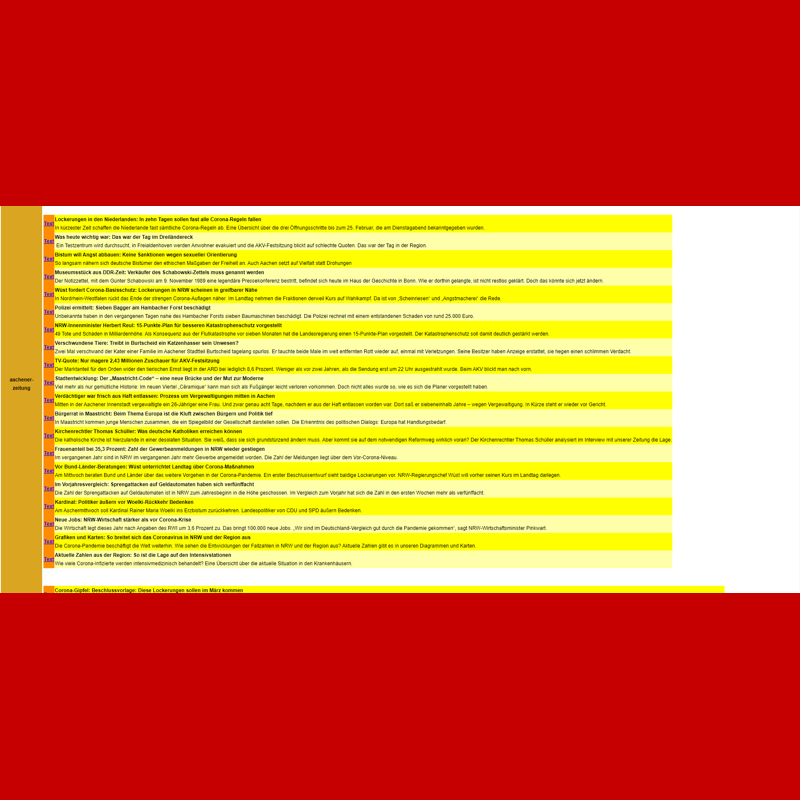 aachener-
zeitung
Text
Lockerungen in den Niederlanden: In zehn Tagen sollen fast alle Corona-Regeln fallen
In kürzester Zeit schaffen die Niederlande fast sämtliche Corona-Regeln ab. Eine Übersicht über die drei Öffnungsschritte bis zum 25. Februar, die am Dienstagabend bekanntgegeben wurden.
Text
Was heute wichtig war: Das war der Tag im Dreiländereck
Ein Testzentrum wird durchsucht, in Freialdenhoven werden Anwohner evakuiert und die AKV-Festsitzung blickt auf schlechte Quoten. Das war der Tag in der Region.
Text
Bistum will Angst abbauen: Keine Sanktionen wegen sexueller Orientierung
So langsam nähern sich deutsche Bistümer den ethischen Maßgaben der Freiheit an. Auch Aachen setzt auf Vielfalt statt Drohungen
Text
Museumsstück aus DDR-Zeit: Verkäufer des Schabowski-Zettels muss genannt werden
Der Notizzettel, mit dem Günter Schabowski am 9. November 1989 eine legendäre Pressekonferenz bestritt, befindet sich heute im Haus der Geschichte in Bonn. Wie er dorthin gelangte, ist nicht restlos geklärt. Doch das könnte sich jetzt ändern.
Text
Wüst fordert Corona-Basisschutz: Lockerungen in NRW scheinen in greifbarer Nähe
In Nordrhein-Westfalen rückt das Ende der strengen Corona-Auflagen näher. Im Landtag nehmen die Fraktionen derweil Kurs auf Wahlkampf. Da ist von „Scheinriesen“ und „Angstmacherei“ die Rede.
Text
Polizei ermittelt: Sieben Bagger am Hambacher Forst beschädigt
Unbekannte haben in den vergangenen Tagen nahe des Hambacher Forsts sieben Baumaschinen beschädigt. Die Polizei rechnet mit einem entstandenen Schaden von rund 25.000 Euro.
Text
NRW-Innenminister Herbert Reul: 15-Punkte-Plan für besseren Katastrophenschutz vorgestellt
49 Tote und Schäden in Milliardenhöhe. Als Konsequenz aus der Flutkatastrophe vor sieben Monaten hat die Landesregierung einen 15-Punkte-Plan vorgestellt. Der Katastrophenschutz soll damit deutlich gestärkt werden.
Text
Verschwundene Tiere: Treibt in Burtscheid ein Katzenhasser sein Unwesen?
Zwei Mal verschwand der Kater einer Familie im Aachener Stadtteil Burtscheid tagelang spurlos. Er tauchte beide Male im weit entfernten Rott wieder auf, einmal mit Verletzungen. Seine Besitzer haben Anzeige erstattet, sie hegen einen schlimmen Verdacht.
Text
TV-Quote: Nur magere 2,43 Millionen Zuschauer für AKV-Festsitzung
Der Marktanteil für den Orden wider den tierischen Ernst liegt in der ARD bei lediglich 8,6 Prozent. Weniger als vor zwei Jahren, als die Sendung erst um 22 Uhr ausgestrahlt wurde. Beim AKV blickt man nach vorn.
Text
Stadtentwicklung: Der „Maastricht-Code“ – eine neue Brücke und der Mut zur Moderne
Viel mehr als nur gemütliche Historie: Im neuen Viertel „Céramique“ kann man sich als Fußgänger leicht verloren vorkommen. Doch nicht alles wurde so, wie es sich die Planer vorgestellt haben.
Text
Verdächtiger war frisch aus Haft entlassen: Prozess um Vergewaltigungen mitten in Aachen
Mitten in der Aachener Innenstadt vergewaltigte ein 26-Jähriger eine Frau. Und zwar genau acht Tage, nachdem er aus der Haft entlassen worden war. Dort saß er siebeneinhalb Jahre – wegen Vergewaltigung. In Kürze steht er wieder vor Gericht.
Text
Bürgerrat in Maastricht: Beim Thema Europa ist die Kluft zwischen Bürgern und Politik tief
In Maastricht kommen junge Menschen zusammen, die ein Spiegelbild der Gesellschaft darstellen sollen. Die Erkenntnis des politischen Dialogs: Europa hat Handlungsbedarf.
Text
Kirchenrechtler Thomas Schüller: Was deutsche Katholiken erreichen können
Die katholische Kirche ist hierzulande in einer desolaten Situation. Sie weiß, dass sie sich grundstürzend ändern muss. Aber kommt sie auf dem notwendigen Reformweg wirklich voran? Der Kirchenrechtler Thomas Schüller analysiert im Interview mit unserer Zeitung die Lage.
Text
Frauenanteil bei 35,3 Prozent: Zahl der Gewerbeanmeldungen in NRW wieder gestiegen
Im vergangenen Jahr sind in NRW im vergangenen Jahr mehr Gewerbe angemeldet worden. Die Zahl der Meldungen liegt über dem Vor-Corona-Niveau.
Text
Vor Bund-Länder-Beratungen: Wüst unterrichtet Landtag über Corona-Maßnahmen
Am Mittwoch beraten Bund und Länder über das weitere Vorgehen in der Corona-Pandemie. Ein erster Beschlussentwurf sieht baldige Lockerungen vor. NRW-Regierungschef Wüst will vorher seinen Kurs im Landtag darlegen.
Text
Im Vorjahresvergleich: Sprengattacken auf Geldautomaten haben sich verfünffacht
Die Zahl der Sprengattacken auf Geldautomaten ist in NRW zum Jahresbeginn in die Höhe geschossen. Im Vergleich zum Vorjahr hat sich die Zahl in den ersten Wochen mehr als verfünffacht.
Text
Kardinal: Politiker äußern vor Woelki-Rückkehr Bedenken
Am Aschermittwoch soll Kardinal Rainer Maria Woelki ins Erzbistum zurückkehren. Landespolitiker von CDU und SPD äußern Bedenken.
Text
Neue Jobs: NRW-Wirtschaft stärker als vor Corona-Krise
Die Wirtschaft legt dieses Jahr nach Angaben des RWI um 3,6 Prozent zu. Das bringt 100.000 neue Jobs. „Wir sind im Deutschland-Vergleich gut durch die Pandemie gekommen“, sagt NRW-Wirtschaftsminister Pinkwart.
Text
Grafiken und Karten: So breitet sich das Coronavirus in NRW und der Region aus
Die Corona-Pandemie beschäftigt die Welt weiterhin. Wie sehen die Entwicklungen der Fallzahlen in NRW und der Region aus? Aktuelle Zahlen gibt es in unseren Diagrammen und Karten.
Text
Aktuelle Zahlen aus der Region: So ist die Lage auf den Intensivstationen
Wie viele Corona-Infizierte werden intensivmedizinisch behandelt? Eine Übersicht über die aktuelle Situation in den Krankenhäusern.
Corona-Gipfel: Beschlussvorlage: Diese Lockerungen sollen im März kommen